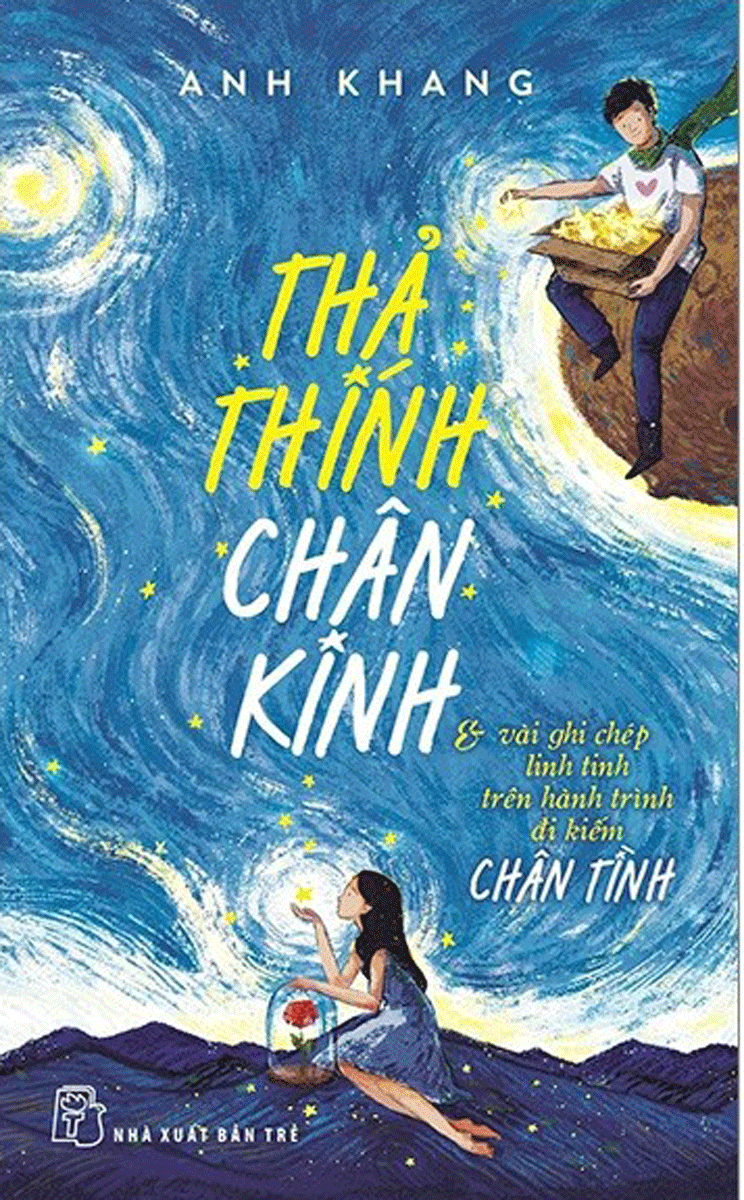 ANH KHANG
THẢ
THÍNH
CHÂN
KINH
& vài ghi chép
linh tinh
trên hành trình
đi kiếm
CHÂN TÌNH
NHÀ XUẤT BẢN TRẺ